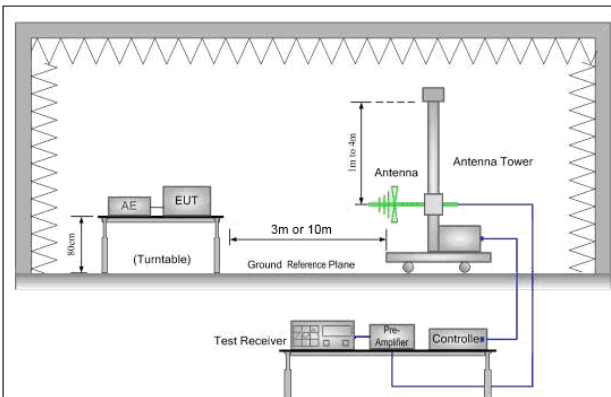 1m to 4m
Antenna
Antenna Tower
AE
EUT
80cm
3m or 10m
(Turntable)
Ground Reference Plane
Test Receiver
Pre-
Amplifier
Controller